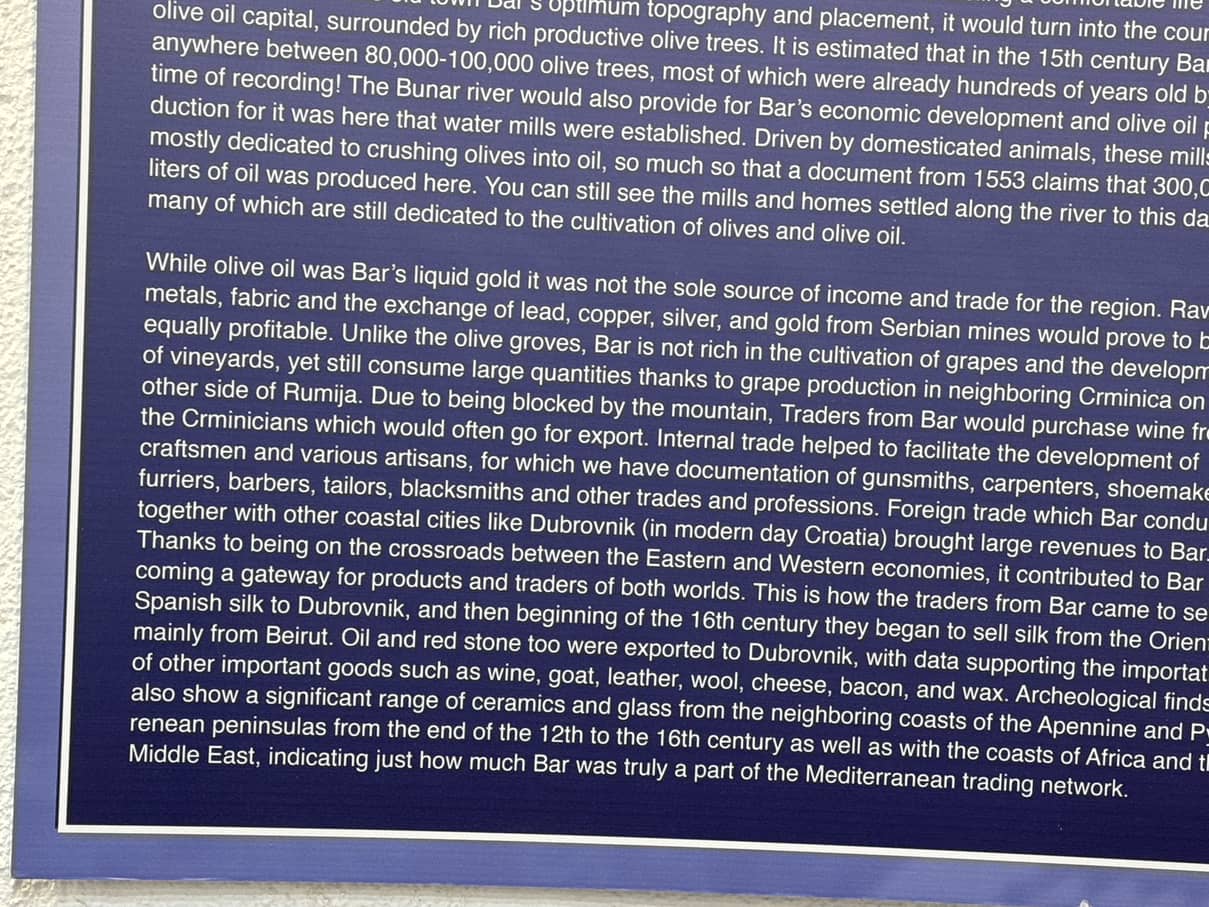 Bar's optimum topography and placement, it would turn into the
olive oil capital, surrounded by rich productive olive trees. It is estimated that in the 15th century
anywhere between 80,000-100,000 olive trees, most of which were already hundreds of years old
time of recording! The Bunar river would also provide for Bar's economic development and olive oil
duction for it was here that water mills were established. Driven by domesticated animals, these
mostly dedicated to crushing olives into oil, so much so that a document from 1553 claims that
liters of oil was produced here. You can still see the mills and homes settled along the river to this
many of which are still dedicated to the cultivation of olives and olive oil.
While olive oil was Bar's liquid gold it was not the sole source of income and trade for the region.
metals, fabric and the exchange of lead, copper, silver, and gold from Serbian mines would prove to
equally profitable. Unlike the olive groves, Bar is not rich in the cultivation of grapes and the
of vineyards, yet still consume large quantities thanks to grape production in neighboring Crminica on
other side of Rumija. Due to being blocked by the mountain, Traders from Bar would purchase wine
the Crminicians which would often go for export. Internal trade helped to facilitate the development of
craftsmen and various artisans, for which we have documentation of gunsmiths, carpenters,
furriers, barbers, tailors, blacksmiths and other trades and professions. Foreign trade which Bar
together with other coastal cities like Dubrovnik (in modern day Croatia) brought large revenues to Bar.
Thanks to being on the crossroads between the Eastern and Western economies, it contributed to Bar
coming a gateway for products and traders of both worlds. This is how the traders from Bar came to
Spanish silk to Dubrovnik, and then beginning of the 16th century they began to sell silk from the
mainly from Beirut. Oil and red stone too were exported to Dubrovnik, with data supporting the
of other important goods such as wine, goat, leather, wool, cheese, bacon, and wax. Archeological finds
also show a significant range of ceramics and glass from the neighboring coasts of the Apennine and
renean peninsulas from the end of the 12th to the 16th century as well as with the coasts of Africa and
Middle East, indicating just how much Bar was truly a part of the Mediterranean trading network.